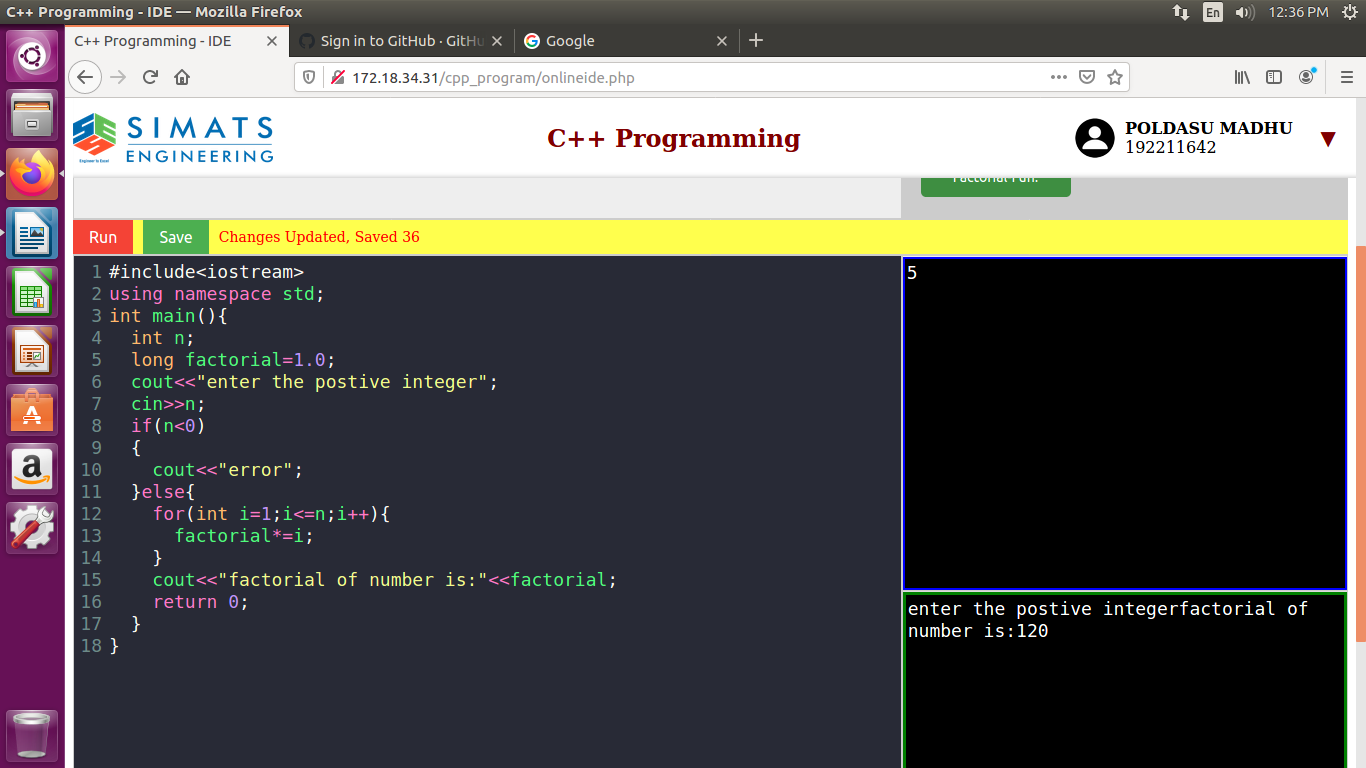 C++ Programming - IDE — Mozilla Firefox
En
12:36 PM
C++ Programming - IDE
Sign in to GitHub · GitHu
Google
172.18.34.31/cpp_program/onlineide.php
SIMATS
ENGINEERING
Engineer to Excel
C++ Programming
POLDASU MADHU
192211642
Factorial Fun!
Run
Save
Changes Updated, Saved 36
1 #include<iostream>
2 using namespace std;
3 int main(){
4   int n;
5   long factorial=1.0;
6   cout<<"enter the postive integer";
7   cin>>n;
8   if(n<0)
9   {
10     cout<<"error";
11   }else{
12     for(int i=1;i<=n;i++){
13       factorial*=i;
14     }
15     cout<<"factorial of number is:"<<factorial;
16     return 0;
17   }
18 }
5
enter the postive integerfactorial of
number is:120